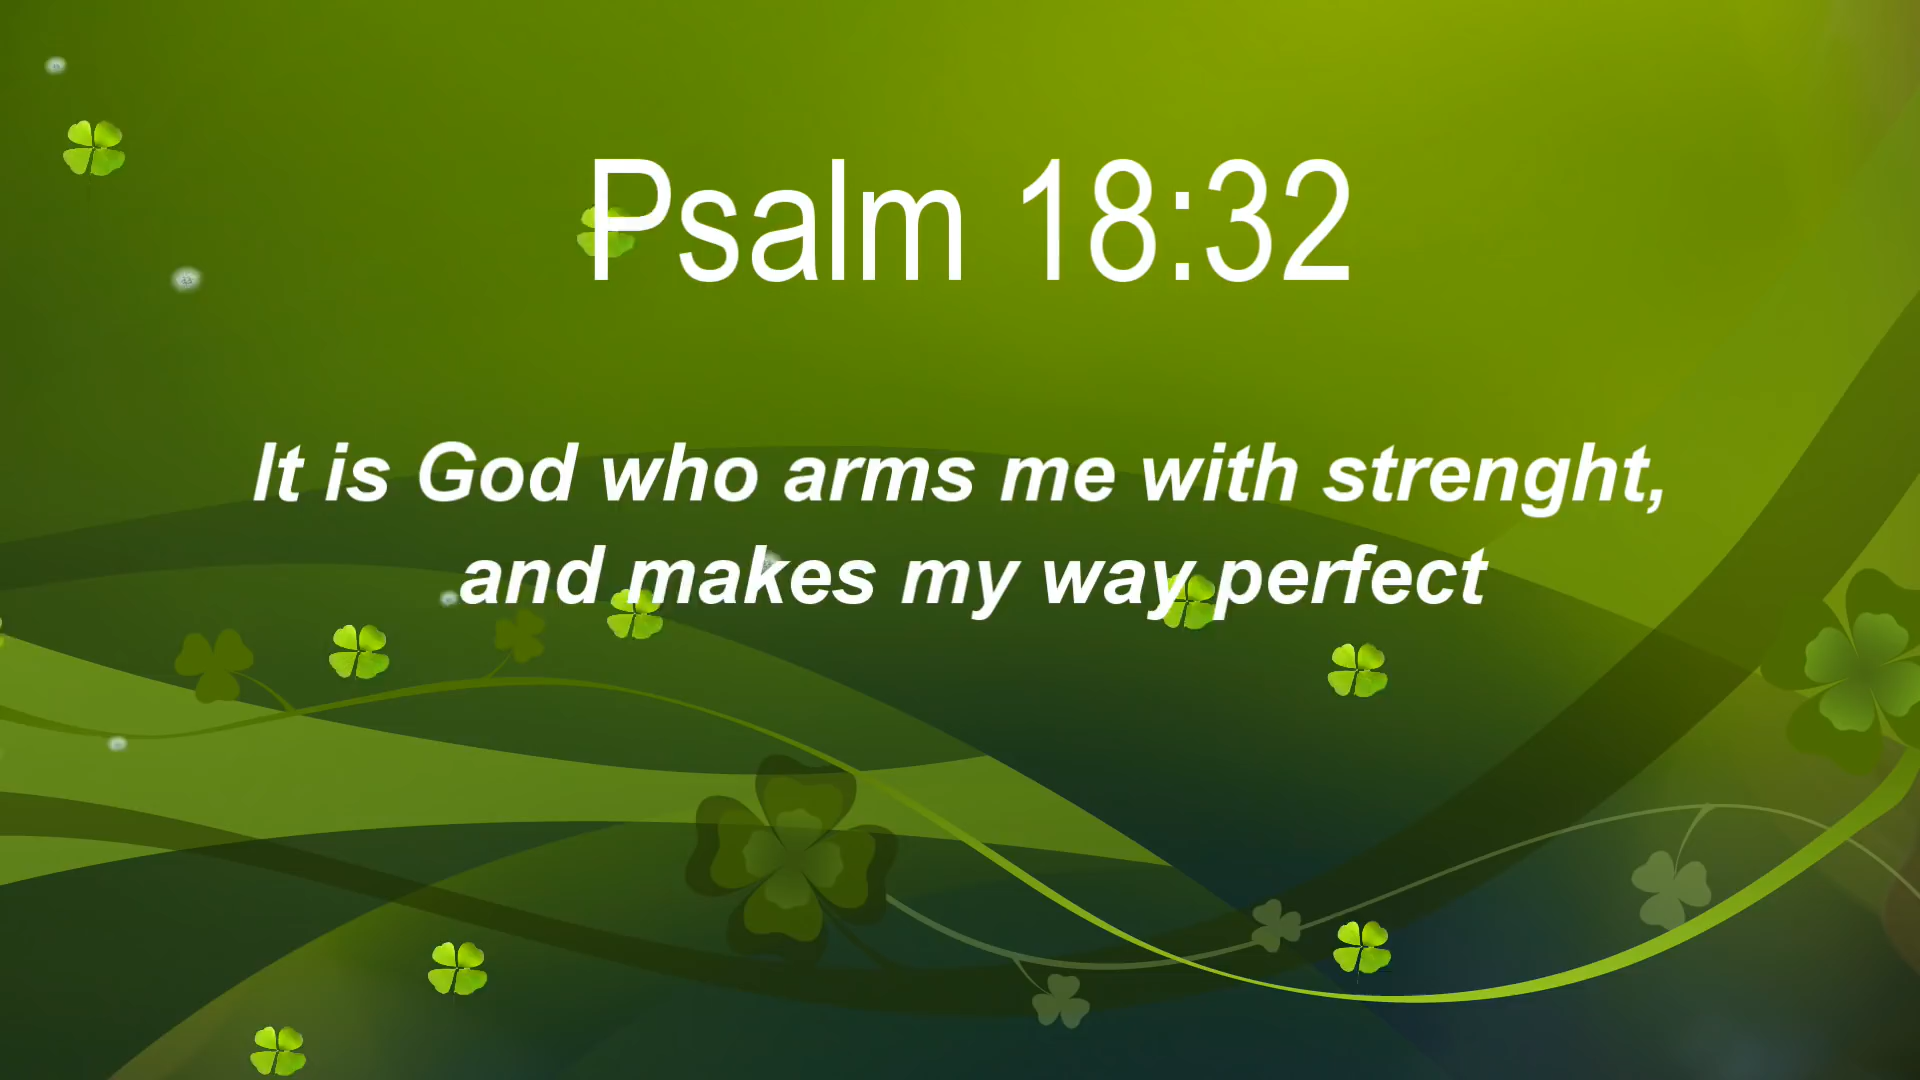 Psalm 18:32
It is God who arms me with strenght,
and makes my way perfect